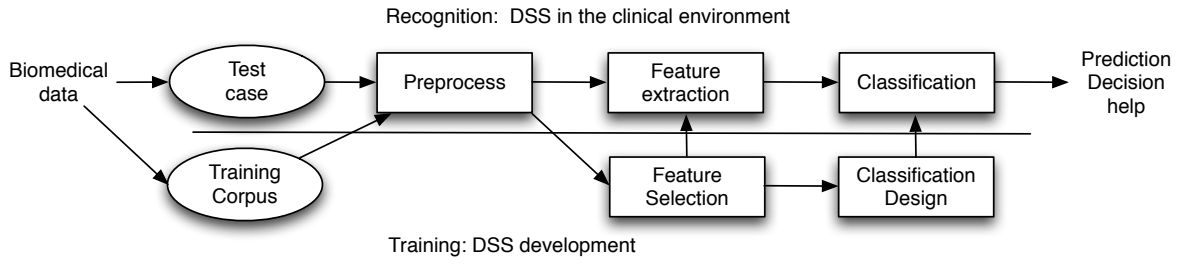 Recognition:  DSS in the clinical environment
Biomedical
data
Test
case
Preprocess
Feature
extraction
Classification
Prediction
Decision
help
Training
Corpus
Feature
Selection
Classification
Design
Training: DSS development